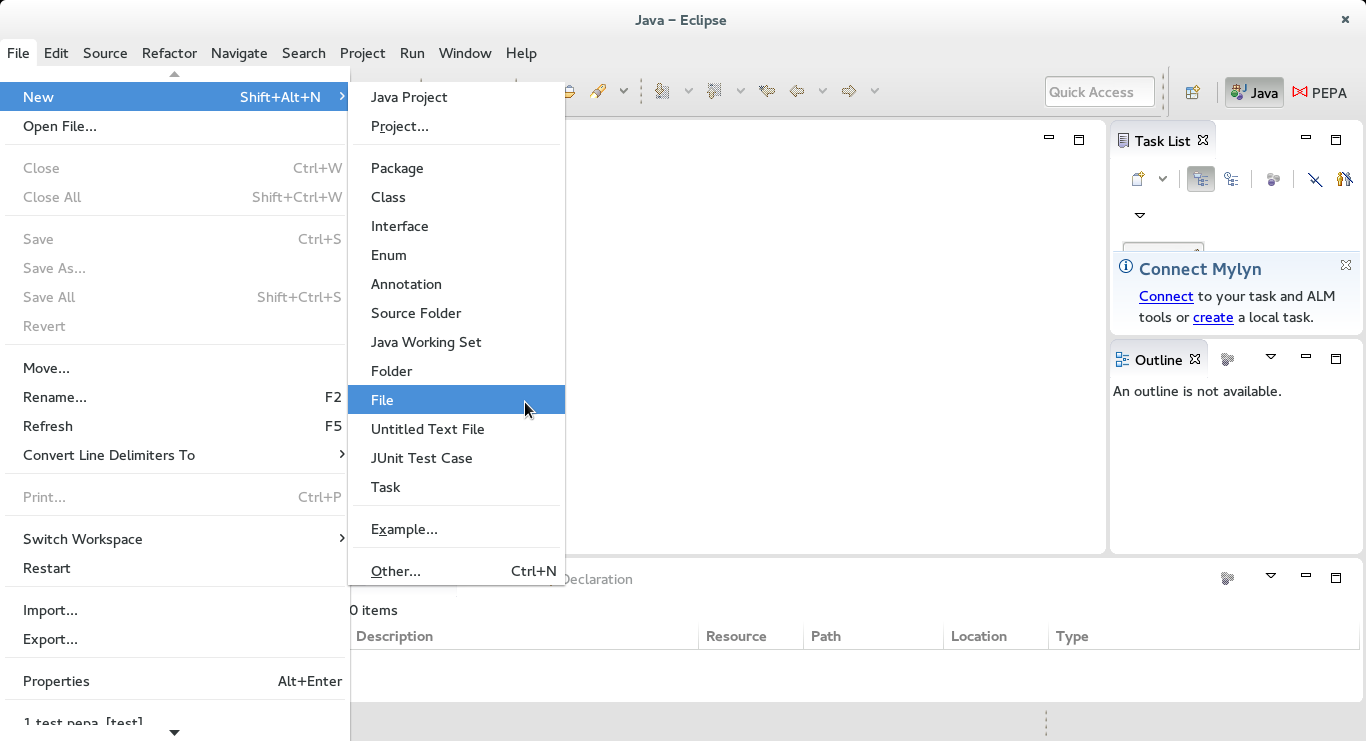 Java – Eclipse
File Edit Source Refactor Navigate Search Project Run Window Help
New Shift+Alt+N
Open File...
Close Ctrl+W
Close All Shift+Ctrl+W
Save Ctrl+S
Save As...
Save All Shift+Ctrl+S
Revert
Move...
Rename... F2
Refresh F5
Convert Line Delimiters To
Print... Ctrl+P
Switch Workspace
Restart
Import...
Export...
Properties Alt+Enter
1 test.pepa [test]
Java Project
Project...
Package
Class
Interface
Enum
Annotation
Source Folder
Java Working Set
Folder
File
Untitled Text File
JUnit Test Case
Task
Example...
Other... Ctrl+N
Quick Access
Java PEPA
Task List
Connect Mylyn
Connect to your task and ALM
tools or create a local task.
Outline
An outline is not available.
Declaration
0 items
Description Resource Path Location Type